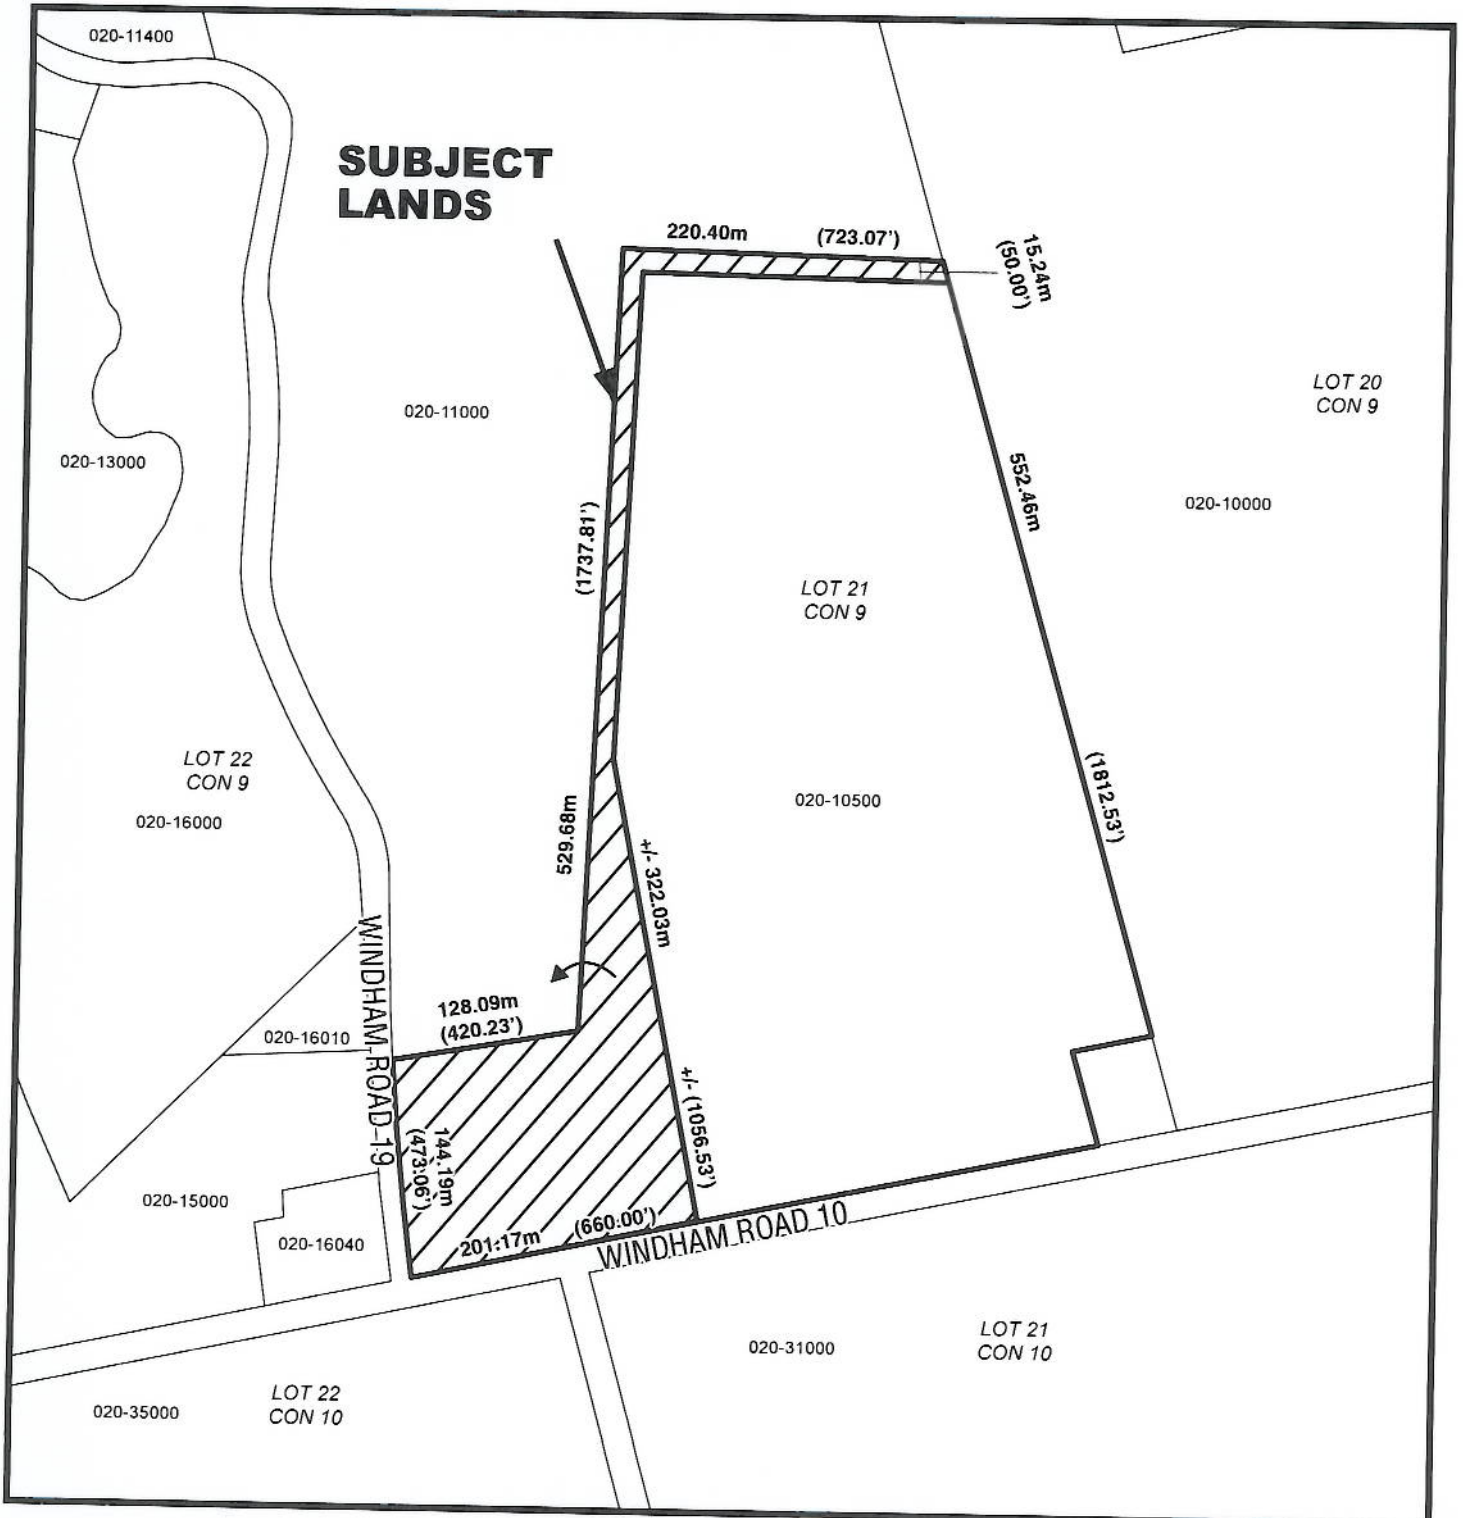 020-11400
SUBJECT
LANDS
220.40m (723.07')
15.24m
(50.00')
LOT 20
CON 9
020-11000
020-13000
552.46m
020-10000
(1737.81')
LOT 21
CON 9
LOT 22
CON 9
020-16000
020-10500
(1812.53')
529.68m
+/- 322.03m
WINDHAM ROAD 19
128.09m
(420.23')
020-16010
+/- (1056.53')
144.19m
(473.06')
020-15000
020-16040
201.17m (660.00')
WINDHAM ROAD 10
020-31000
LOT 21
CON 10
020-35000
LOT 22
CON 10